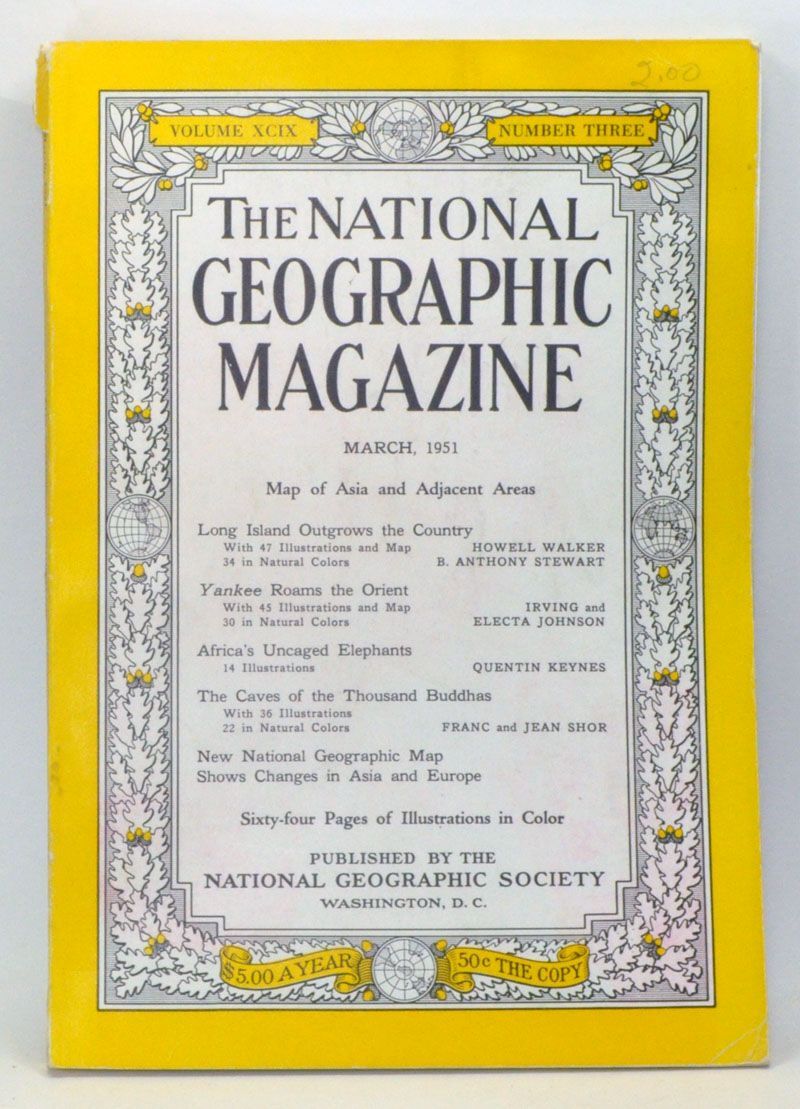 2.00
VOLUME XCIX NUMBER THREE
THE NATIONAL
GEOGRAPHIC
MAGAZINE
MARCH, 1951
Map of Asia and Adjacent Areas
Long Island Outgrows the Country
With 47 Illustrations and Map HOWELL WALKER
34 in Natural Colors B. ANTHONY STEWART
Yankee Roams the Orient
With 45 Illustrations and Map IRVING and
30 in Natural Colors ELECTA JOHNSON
Africa's Uncaged Elephants
14 Illustrations QUENTIN KEYNES
The Caves of the Thousand Buddhas
With 36 Illustrations
22 in Natural Colors FRANC and JEAN SHOR
New National Geographic Map
Shows Changes in Asia and Europe
Sixty-four Pages of Illustrations in Color
PUBLISHED BY THE
NATIONAL GEOGRAPHIC SOCIETY
WASHINGTON, D. C.
$5.00 A YEAR 50c THE COPY